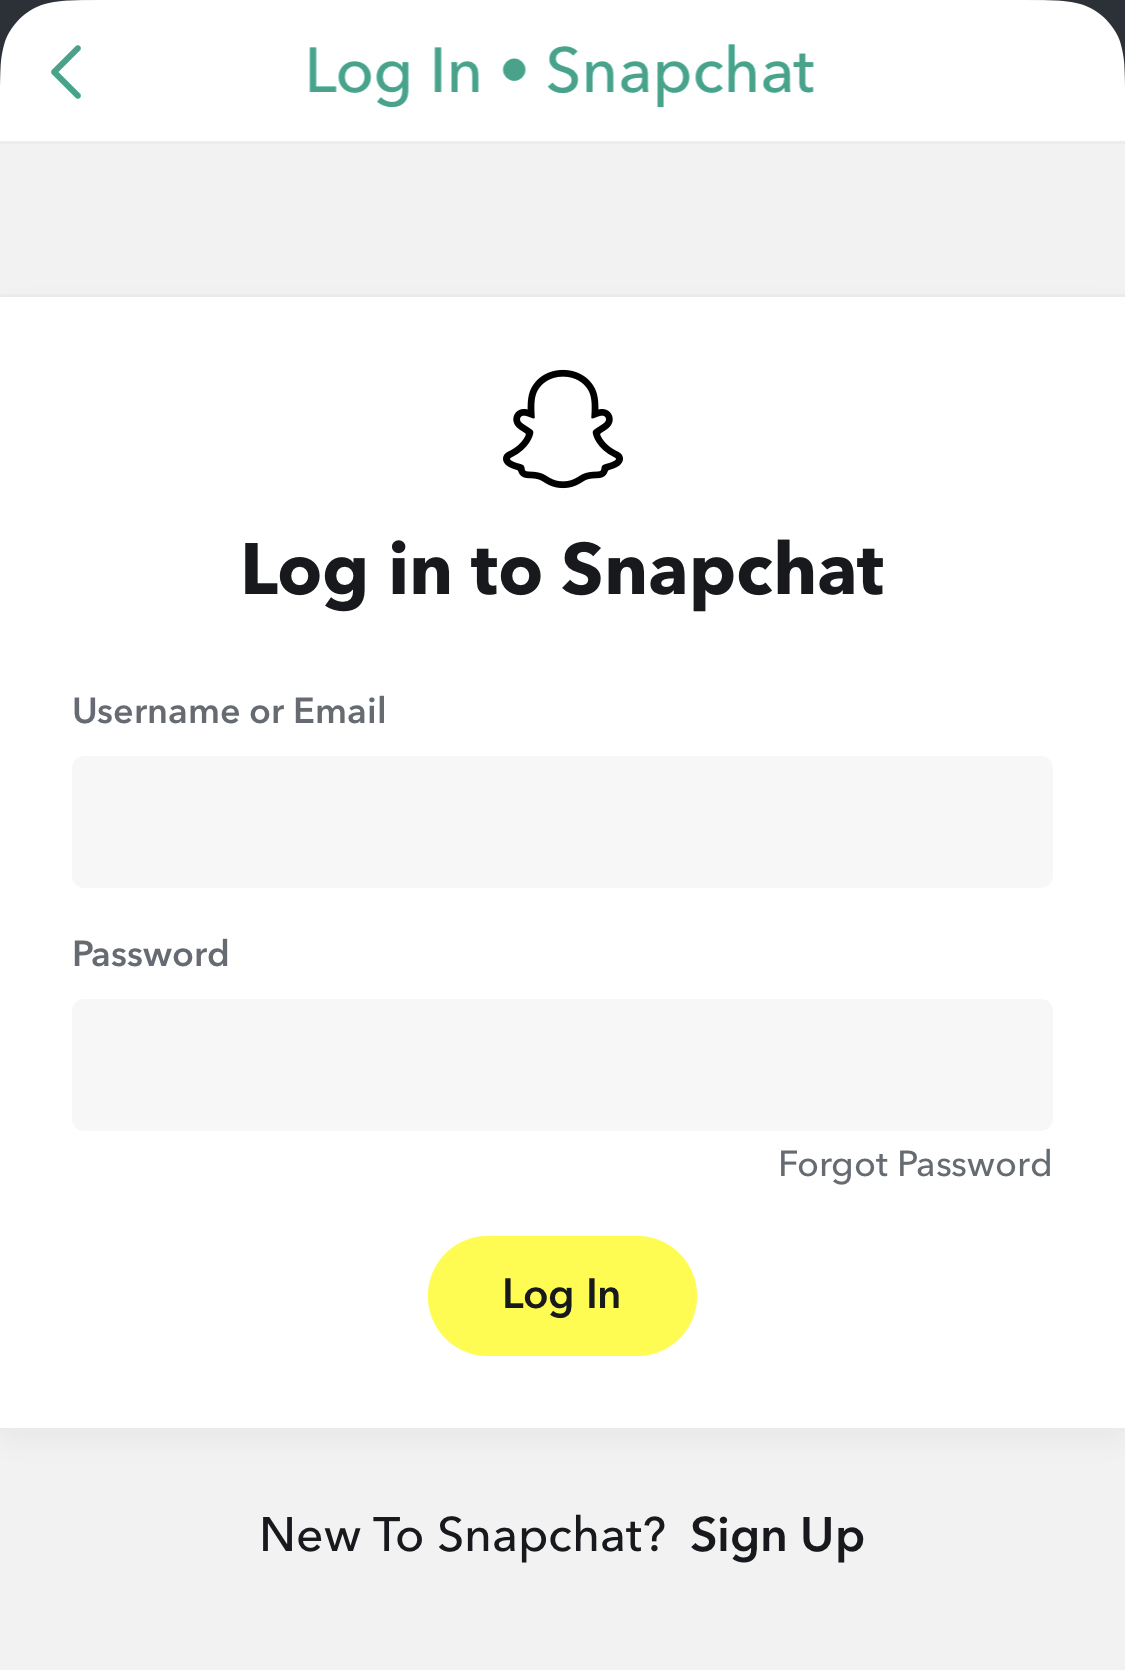 Log In • Snapchat
Log in to Snapchat
Username or Email
Password
Forgot Password
Log In
New To Snapchat? Sign Up